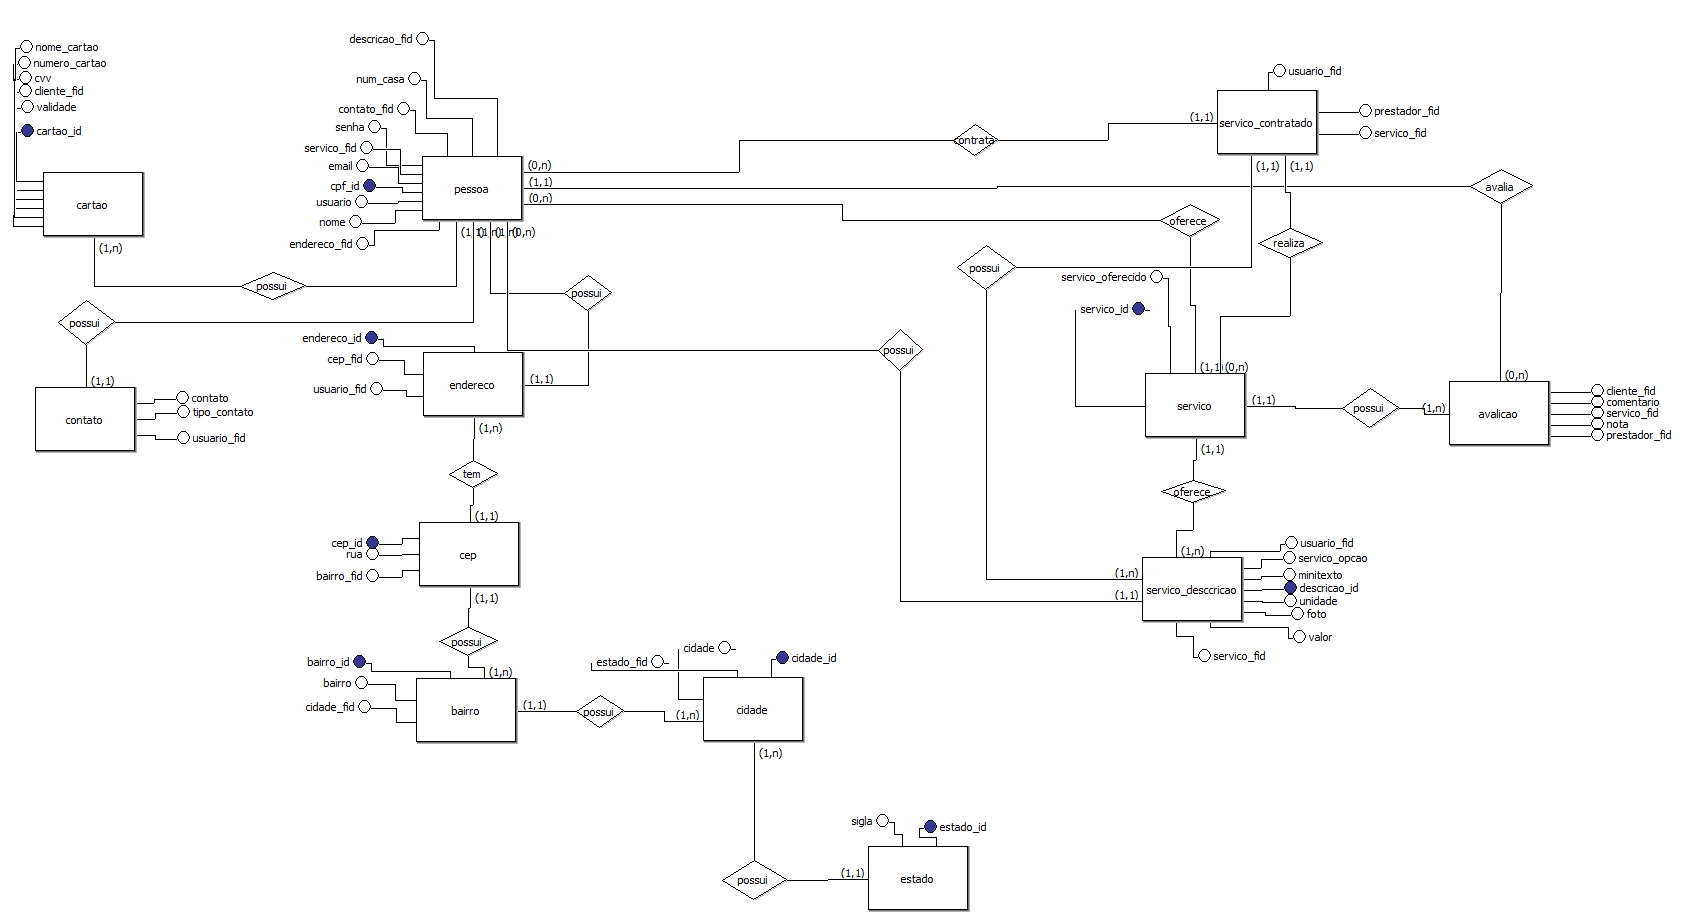 nome_cartao
numero_cartao
cvv
cliente_fid
validade
cartao_id
cartao
(1,n)
possui
possui
(1,1)
contato
contato
tipo_contato
usuario_fid
descricao_fid
num_casa
contato_fid
senha
servico_fid
email
cpf_id
usuario
nome
endereco_fid
pessoa
(0,n)
(1,1)
(0,n)
(0,n)
possui
endereco_id
cep_fid
usuario_fid
endereco
(1,1)
(1,n)
tem
(1,1)
cep_id
rua
bairro_fid
cep
(1,1)
possui
(1,n)
bairro_id
bairro
cidade_fid
bairro
(1,1)
possui
(1,n)
estado_fid
cidade
cidade_id
cidade
(1,n)
possui
(1,1)
sigla
estado_id
estado
contrata
(1,1)
usuario_fid
prestador_fid
servico_fid
servico_contratado
(1,1)
(1,1)
avalia
oferece
realiza
possui
servico_oferecido
servico_id
possui
(1,1)
(0,n)
servico
(1,1)
possui
(1,n)
(0,n)
avalicao
cliente_fid
comentario
servico_fid
nota
prestador_fid
(1,1)
oferece
(1,n)
(1,n)
(1,1)
servico_desccricao
usuario_fid
servico_opcao
minitexto
descricao_id
unidade
foto
valor
servico_fid